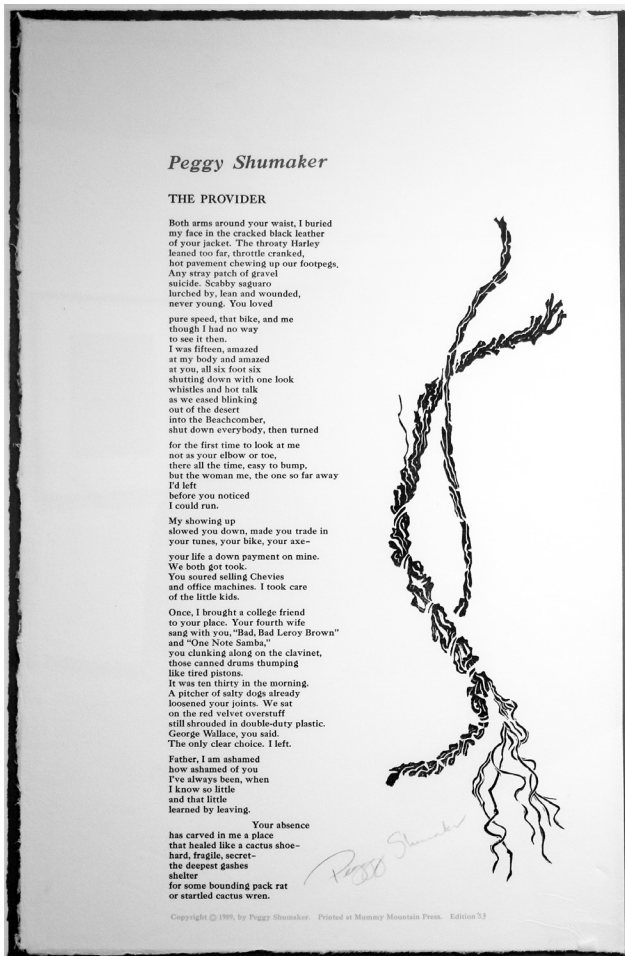 Peggy Shumaker
THE PROVIDER
Both arms around your waist, I buried
my face in the cracked black leather
of your jacket. The throaty Harley
leaned too far, throttle cranked,
hot pavement chewing up our footpegs.
Any stray patch of gravel
suicide. Scabby saguaro
lurched by, lean and wounded,
never young. You loved
pure speed, that bike, and me
though I had no way
to see it then.
I was fifteen, amazed
at my body and amazed
at you, all six foot six
shutting down with one look
whistles and hot talk
as we eased blinking
out of the desert
into the Beachcomber,
shut down everybody, then turned
for the first time to look at me
not as your elbow or toe,
there all the time, easy to bump,
but the woman me, the one so far away
I'd left
before you noticed
I could run.
My showing up
slowed you down, made you trade in
your tunes, your bike, your axe–
your life a down payment on mine.
We both got took.
You soured selling Chevies
and office machines. I took care
of the little kids.
Once, I brought a college friend
to your place. Your fourth wife
sang with you, "Bad, Bad Leroy Brown"
and "One Note Samba,"
you clunking along on the clavinet,
those canned drums thumping
like tired pistons.
It was ten thirty in the morning.
A pitcher of salty dogs already
loosened your joints. We sat
on the red velvet overstuff
still shrouded in double-duty plastic.
George Wallace, you said.
The only clear choice. I left.
Father, I am ashamed
how ashamed of you
I've always been, when
I know so little
and that little
learned by leaving.
Your absence
has carved in me a place
that healed like a cactus shoe–
hard, fragile, secret–
the deepest gashes
shelter
for some bounding pack rat
or startled cactus wren.
Peggy Shumaker
Copyright © 1989, by Peggy Shumaker. Printed at Mummy Mountain Press. Edition 53